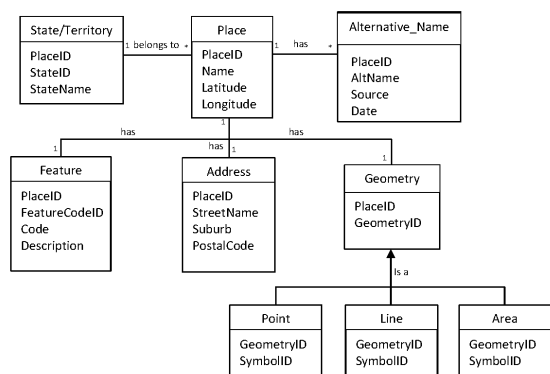 State/Territory
PlaceID
StateID
StateName
1 belongs to *
Place
PlaceID
Name
Latitude
Longitude
1 has *
Alternative_Name
PlaceID
AltName
Source
Date
1
has
has
has
1
1
1
Feature
PlaceID
FeatureCodeID
Code
Description
Address
PlaceID
StreetName
Suburb
PostalCode
Geometry
PlaceID
GeometryID
Is a
Point
GeometryID
SymbolID
Line
GeometryID
SymbolID
Area
GeometryID
SymbolID